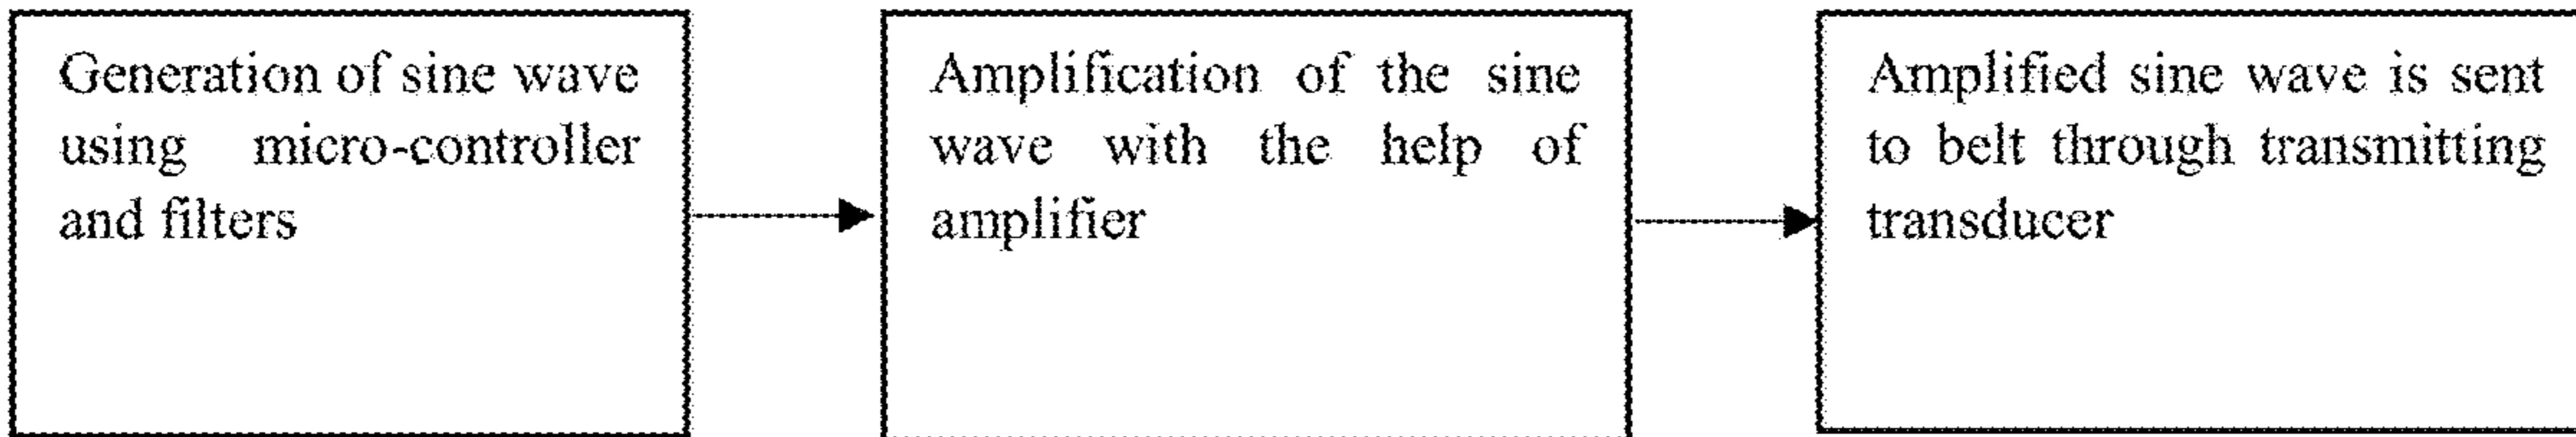 Generation of sine wave
using micro-controller
and filters
Amplification of the sine
wave with the help of
amplifier
Amplified sine wave is sent
to belt through transmitting
transducer